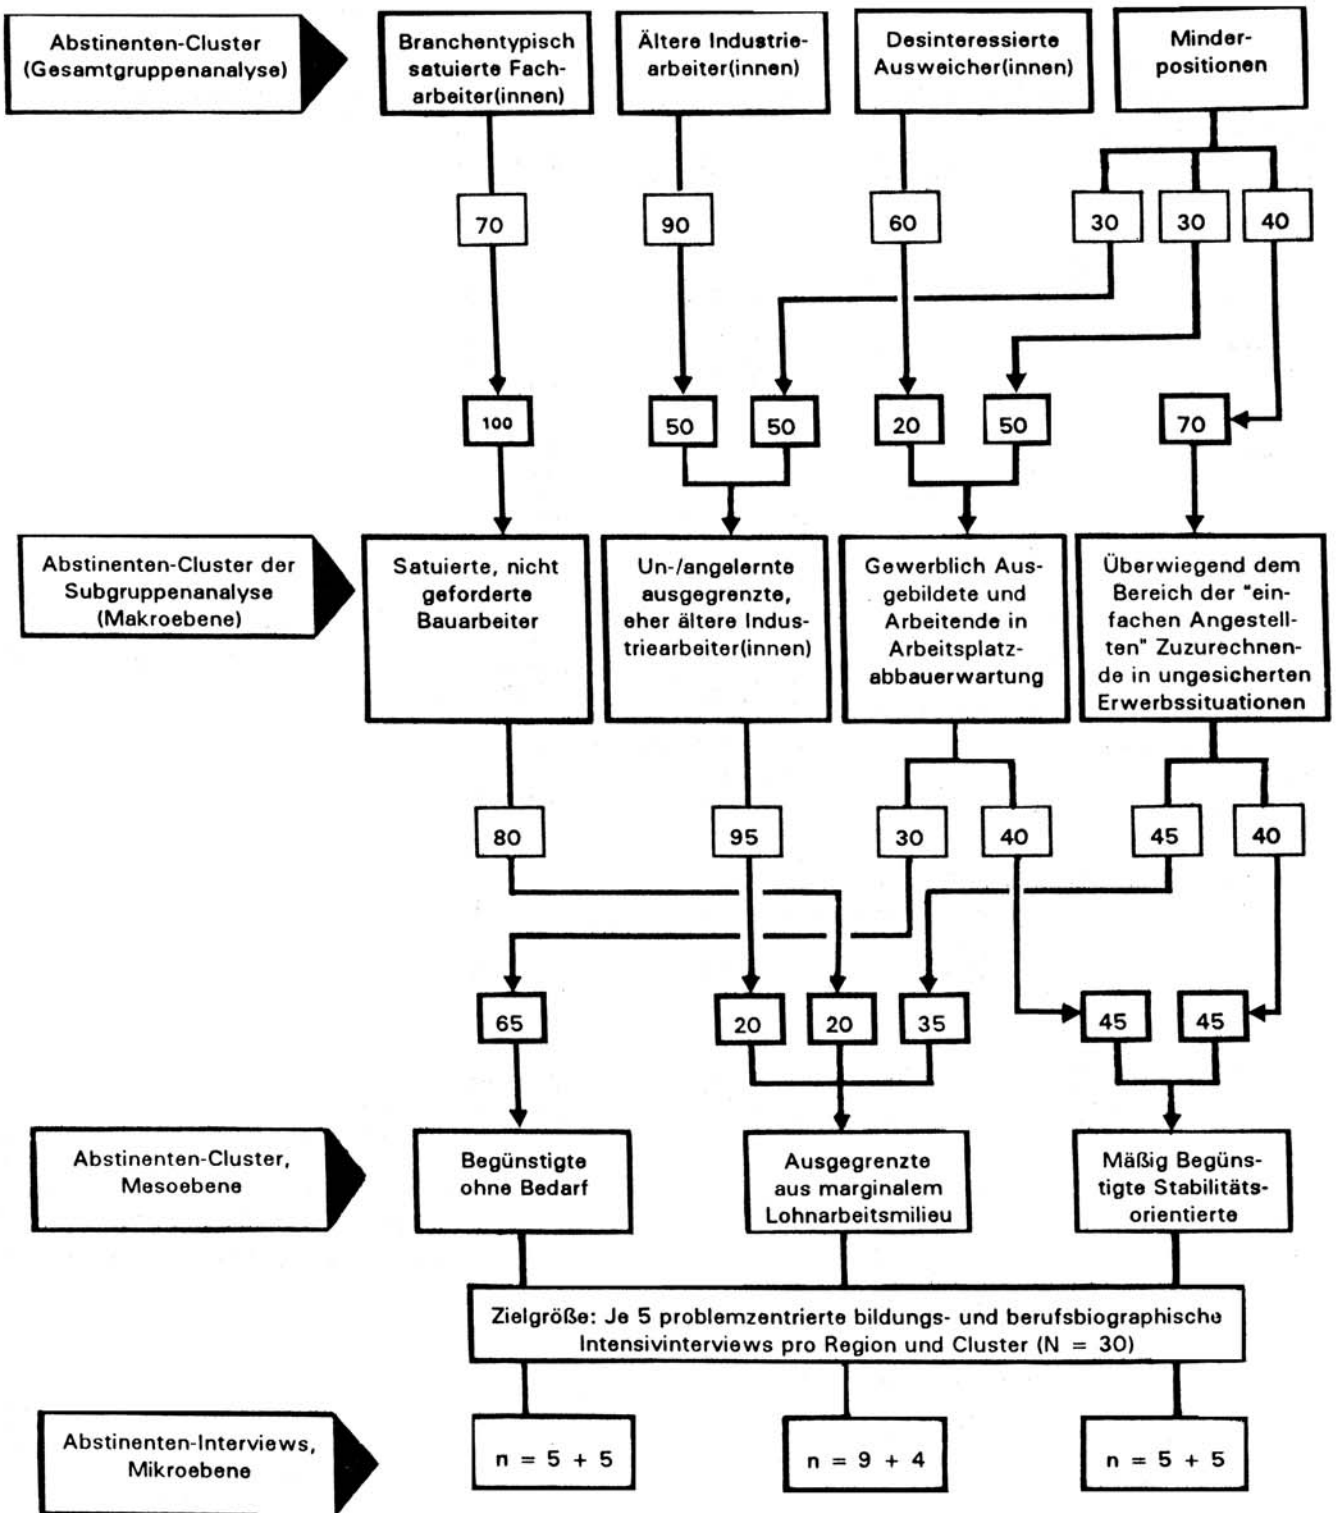 Abstinenten-Cluster
(Gesamtgruppenanalyse)
Branchentypisch
satuierte Fach-
arbeiter(innen)
Ältere Industrie-
arbeiter(innen)
Desinteressierte
Ausweicher(innen)
Minder-
positionen
70
90
60
30
30
40
100
50
50
20
50
70
Abstinenten-Cluster der
Subgruppenanalyse
(Makroebene)
Satuierte, nicht
geforderte
Bauarbeiter
Un-/angelernte
ausgegrenzte,
eher ältere Indus-
triearbeiter(innen)
Gewerblich Aus-
gebildete und
Arbeitende in
Arbeitsplatz-
abbauerwartung
Überwiegend dem
Bereich der "ein-
fachen Angestell-
ten" Zuzurechnen-
de in ungesicherten
Erwerbssituationen
80
95
30
40
45
40
65
20
20
35
45
45
Abstinenten-Cluster,
Mesoebene
Begünstigte
ohne Bedarf
Ausgegrenzte
aus marginalem
Lohnarbeitsmilieu
Mäßig Begüns-
tigte Stabilitäts-
orientierte
Zielgröße: Je 5 problemzentrierte bildungs- und berufsbiographische
Intensivinterviews pro Region und Cluster (N = 30)
Abstinenten-Interviews,
Mikroebene
n = 5 + 5
n = 9 + 4
n = 5 + 5